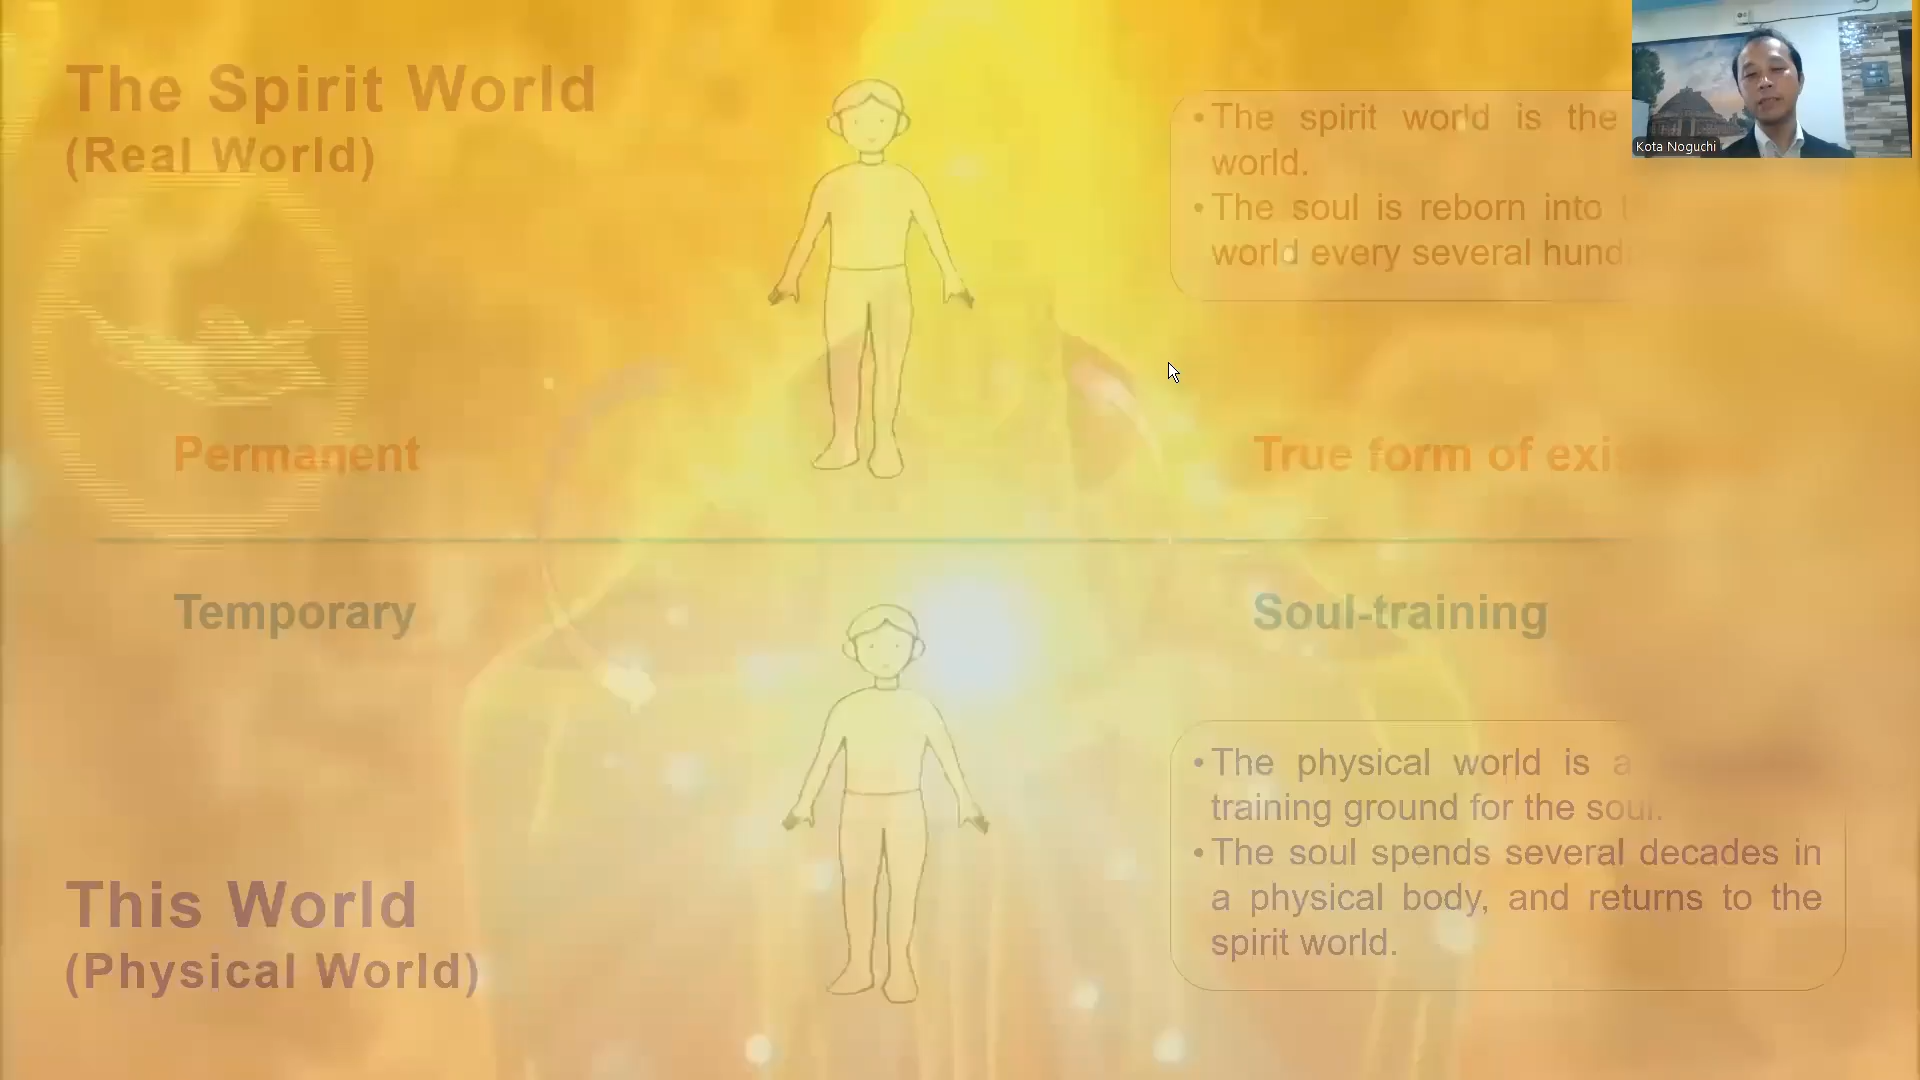 The Spirit World
(Real World)
• The spirit world is the
world.
• The soul is reborn into
world every several
Kota Noguchi
Permanent
True form of
Temporary
Soul-training
• The physical world is a
training ground for the soul.
• The soul spends several decades in
a physical body, and returns to the
spirit world.
This World
(Physical World)